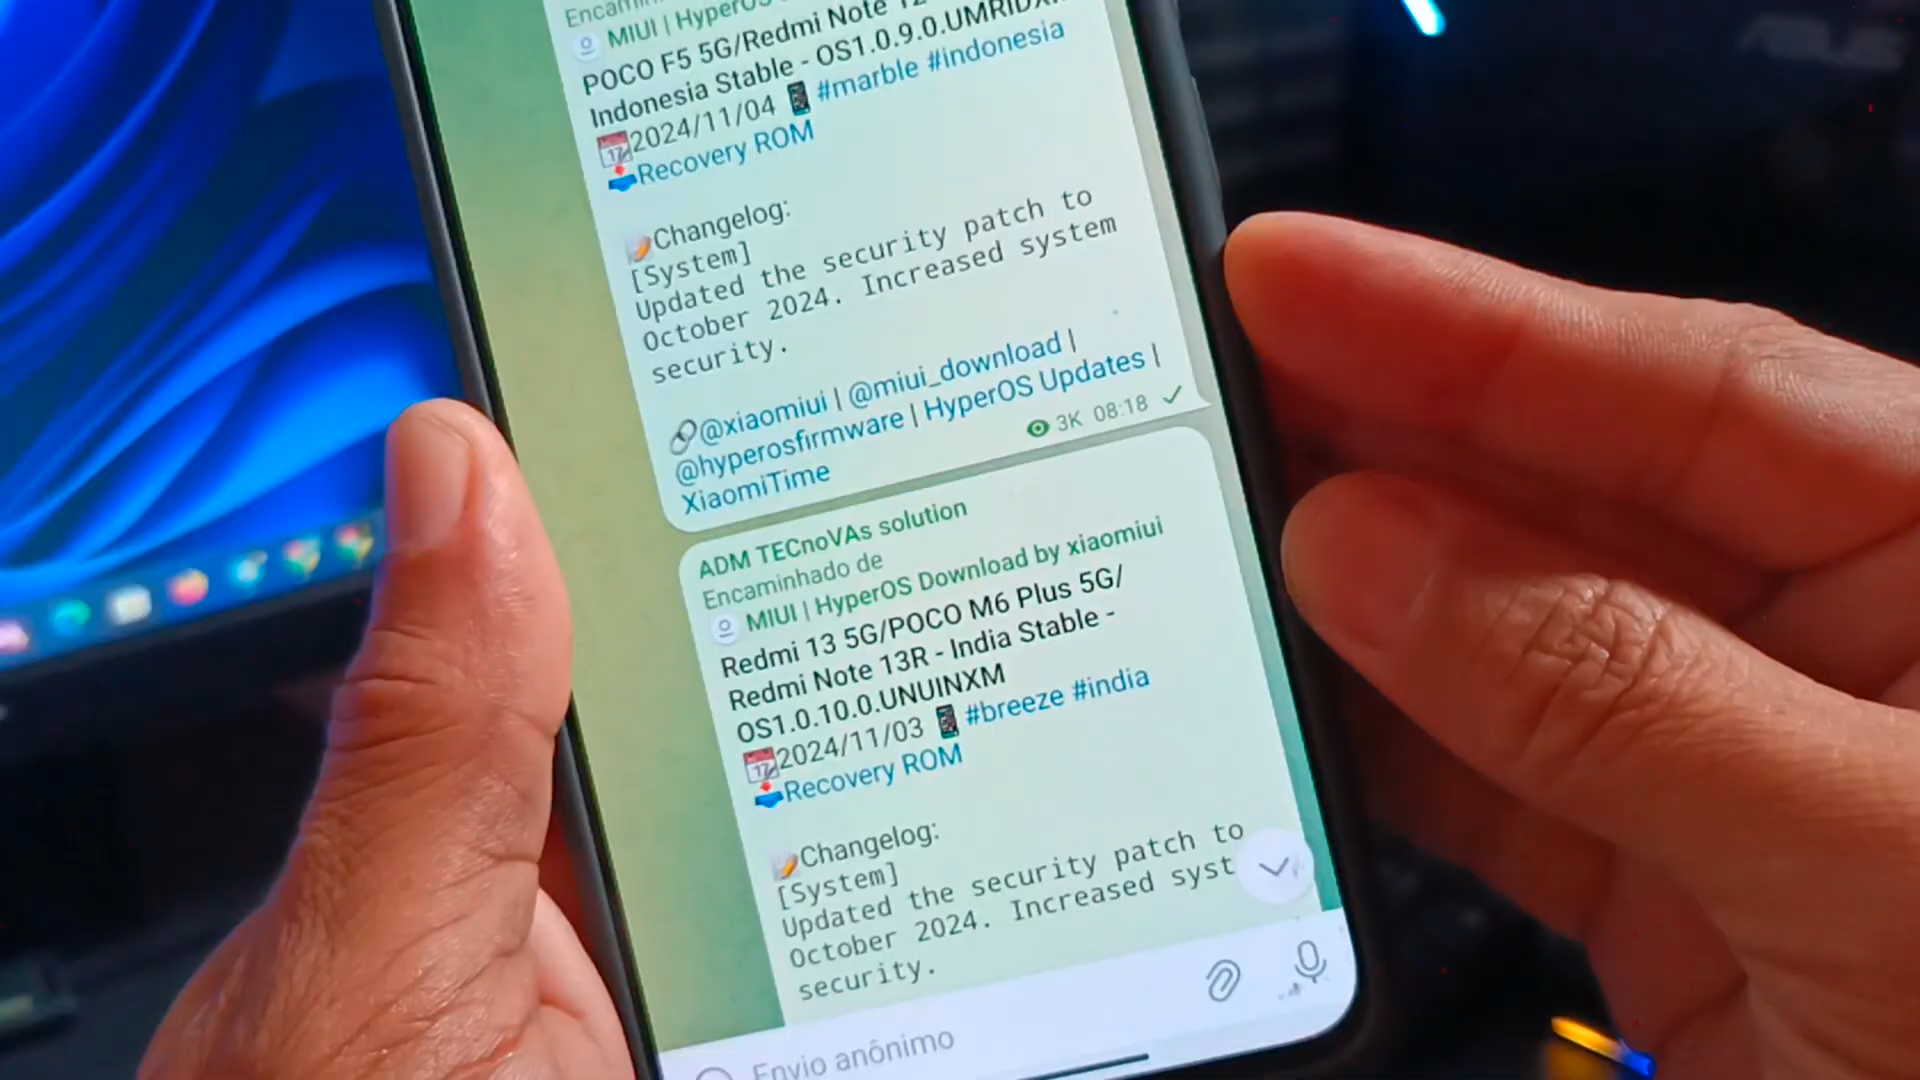 MIUI | HyperOS
POCO F5 5G/Redmi Note 12
Indonesia Stable - OS1.0.9.0.UMRIDXM
17 2024/11/04 #marble #indonesia
Recovery ROM
Changelog:
[System]
Updated the security patch to
October 2024. Increased system
security.
@xiaomiui | @miui_download |
@hyperosfirmware | HyperOS Updates |
XiaomiTime
3K 08:18
ADM TECnoVAs solution
Encaminhado de
MIUI | HyperOS Download by xiaomiui
Redmi 13 5G/POCO M6 Plus 5G/
Redmi Note 13R - India Stable -
OS1.0.10.0.UNUINXM
17 2024/11/03 #breeze #india
Recovery ROM
Changelog:
[System]
Updated the security patch to
October 2024. Increased syst
security.
Envio anônimo